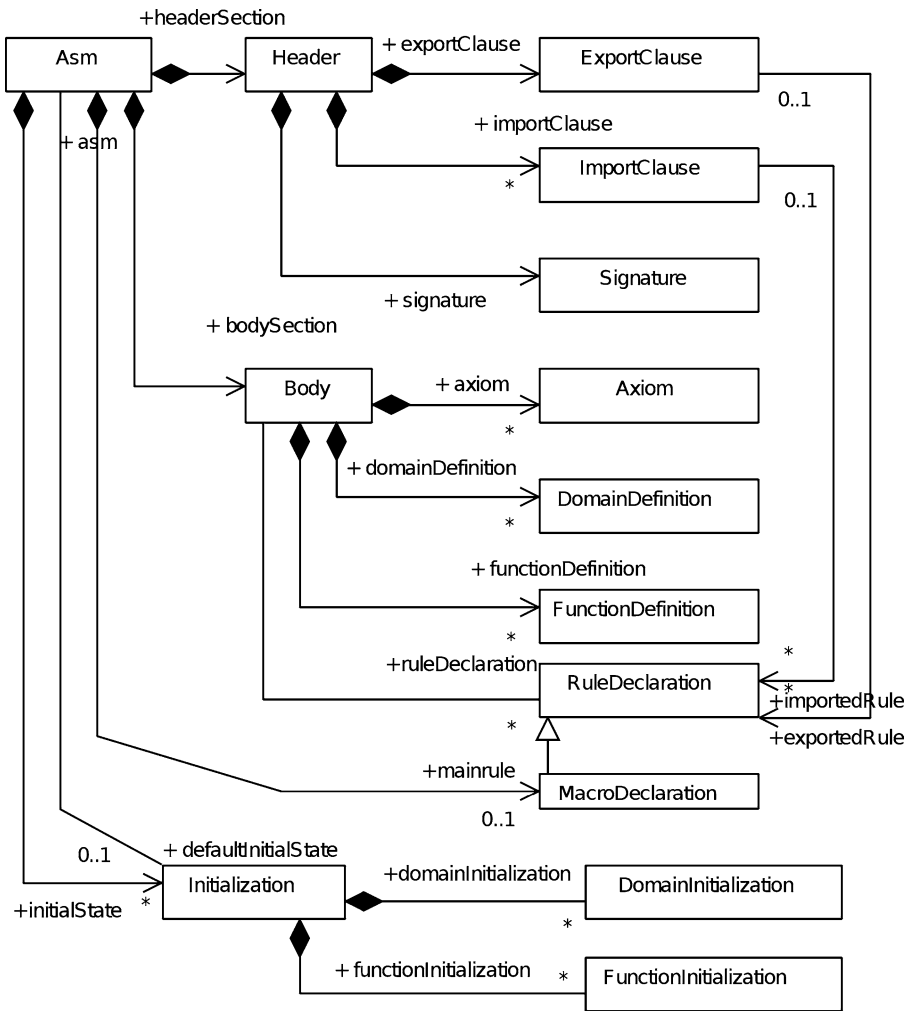 +headerSection
Asm
Header
+ exportClause
ExportClause
0..1
+ asm
+ importClause
ImportClause
*
0..1
Signature
+ signature
+ bodySection
Body
+ axiom
Axiom
*
+ domainDefinition
DomainDefinition
*
+ functionDefinition
FunctionDefinition
*
*
+ruleDeclaration
RuleDeclaration
*
+importedRule
*
+exportedRule
+mainrule
MacroDeclaration
0..1
0..1
+ defaultInitialState
+domainInitialization
Initialization
DomainInitialization
+initialState
*
*
+ functionInitialization
*
FunctionInitialization